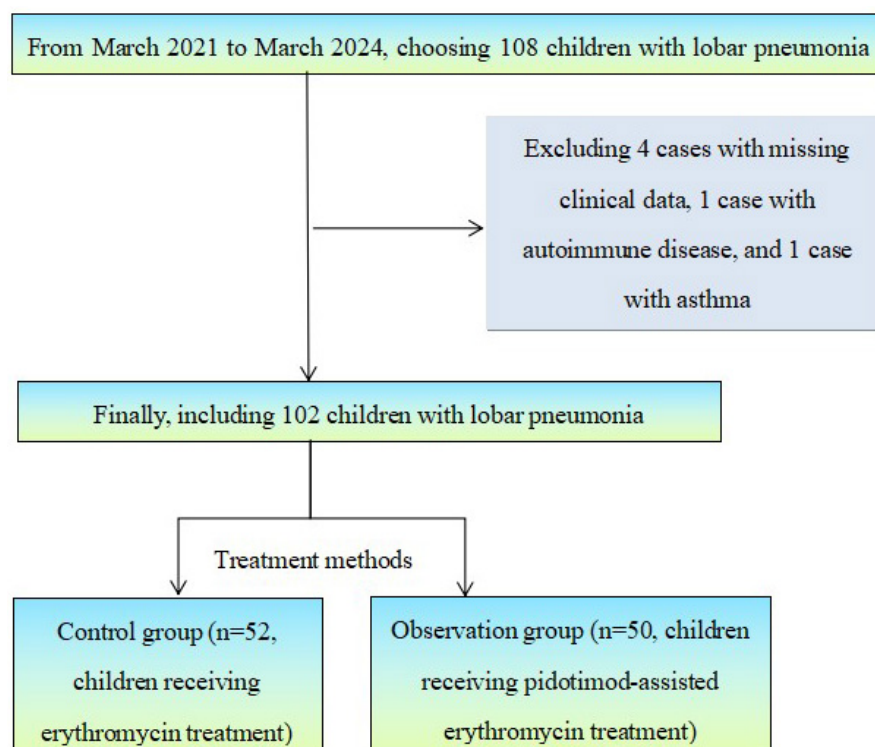 From March 2021 to March 2024, choosing 108 children with lobar pneumonia
Excluding 4 cases with missing
clinical data, 1 case with
autoimmune disease, and 1 case
with asthma
Finally, including 102 children with lobar pneumonia
Treatment methods
Control group (n=52,
children receiving
erythromycin treatment)
Observation group (n=50, children
receiving pidotimod-assisted
erythromycin treatment)